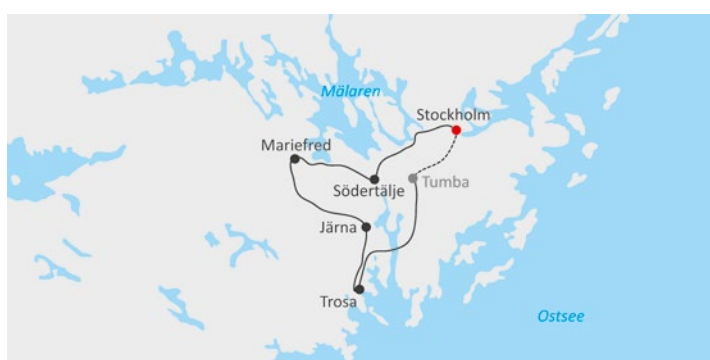 Mälaren
Stockholm
Mariefred
Södertälje
Tumba
Järna
Trosa
Ostsee